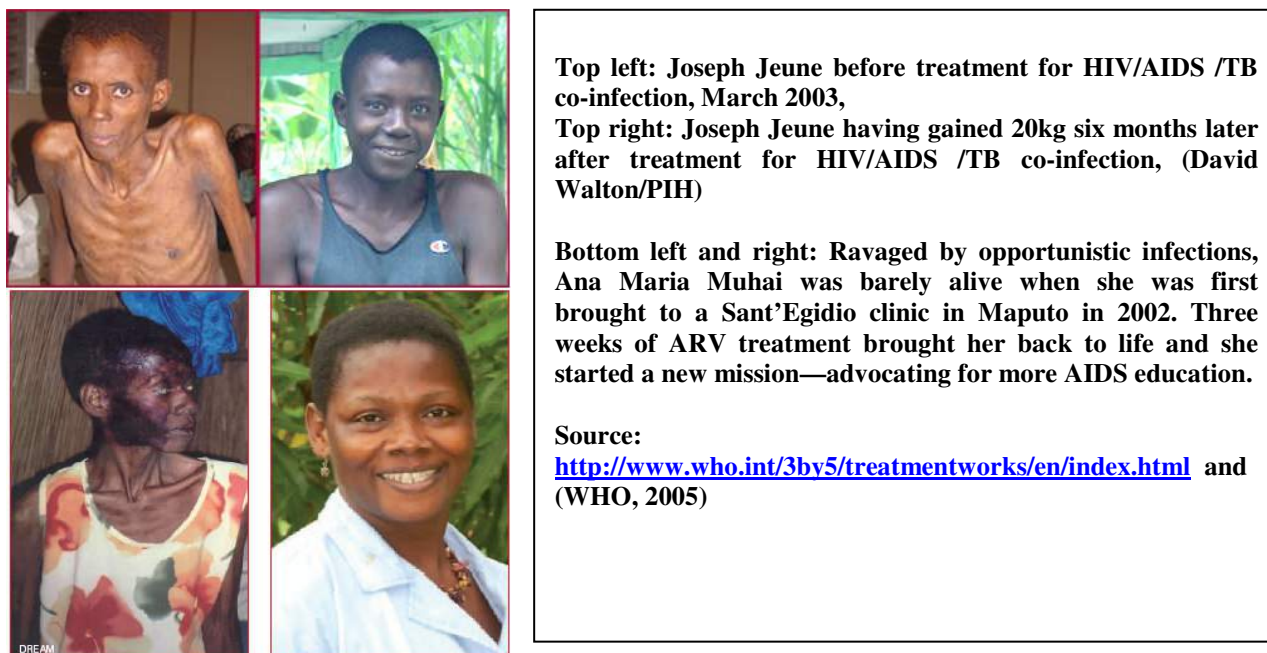 Top left: Joseph Jeune before treatment for HIV/AIDS /TB
co-infection, March 2003,
Top right: Joseph Jeune having gained 20kg six months later
after treatment for HIV/AIDS /TB co-infection, (David
Walton/PIH)
Bottom left and right: Ravaged by opportunistic infections,
Ana Maria Muhai was barely alive when she was first
brought to a Sant’Egidio clinic in Maputo in 2002. Three
weeks of ARV treatment brought her back to life and she
started a new mission—advocating for more AIDS education.
Source:
http://www.who.int/3by5/treatmentworks/en/index.html and
(WHO, 2005)
DREAM